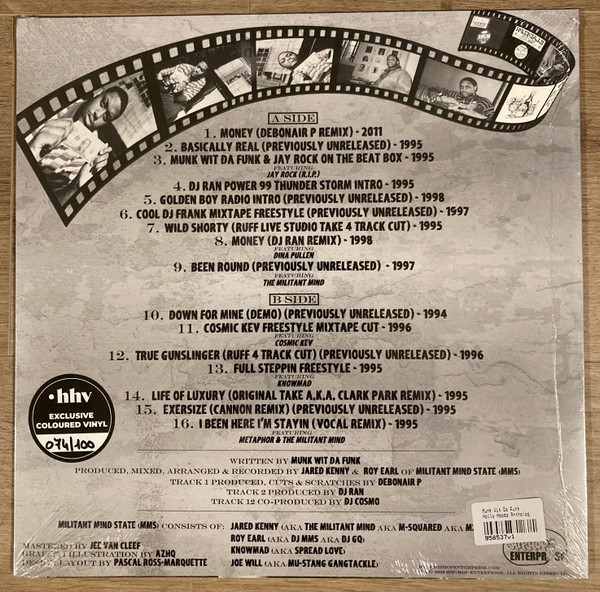 A SIDE
1. MONEY (DEBONAIR P REMIX) - 2011
2. BASICALLY REAL (PREVIOUSLY UNRELEASED) - 1995
3. MUNK WIT DA FUNK & JAY ROCK ON THE BEAT BOX - 1995
FEATURING
JAY ROCK (R.I.P.)
4. DJ RAN POWER 99 THUNDER STORM INTRO - 1995
5. GOLDEN BOY RADIO INTRO (PREVIOUSLY UNRELEASED) - 1998
6. COOL DJ FRANK MIXTAPE FREESTYLE (PREVIOUSLY UNRELEASED) - 1997
7. WILD SHORTY (RUFF LIVE STUDIO TAKE 4 TRACK CUT) - 1995
8. MONEY (DJ RAN REMIX) - 1998
FEATURING
DINA PULLEN
9. BEEN ROUND (PREVIOUSLY UNRELEASED) - 1997
FEATURING
THE MILITANT MIND
B SIDE
10. DOWN FOR MINE (DEMO) (PREVIOUSLY UNRELEASED) - 1994
11. COSMIC KEV FREESTYLE MIXTAPE CUT - 1996
FEATURING
COSMIC KEV
12. TRUE GUNSLINGER (RUFF 4 TRACK CUT) (PREVIOUSLY UNRELEASED) - 1996
13. FULL STEPPIN FREESTYLE - 1995
FEATURING
KNOWMAD
14. LIFE OF LUXURY (ORIGINAL TAKE A.K.A. CLARK PARK REMIX) - 1995
15. EXERSIZE (CANNON REMIX) (PREVIOUSLY UNRELEASED) - 1995
16. I BEEN HERE I'M STAYIN (VOCAL REMIX) - 1995
FEATURING
METAPHOR & THE MILITANT MIND
hhv
EXCLUSIVE
COLOURED VINYL
074/100
WRITTEN BY MUNK WIT DA FUNK
PRODUCED, MIXED, ARRANGED & RECORDED BY JARED KENNY & ROY EARL OF MILITANT MIND STATE (MMS)
TRACK 1 PRODUCED, CUTS & SCRATCHES BY DEBONAIR P
TRACK 2 PRODUCED BY DJ RAN
TRACK 12 CO-PRODUCED BY DJ COSMO
MILITANT MIND STATE (MMS) CONSISTS OF: JARED KENNY (AKA THE MILITANT MIND AKA M-SQUARED AKA
ROY EARL (AKA DJ MMS AKA DJ GQ)
KNOWMAD (AKA SPREAD LOVE)
JOE WILL (AKA MU-STANG GANGTACKLE)
MASTERED BY JEE VAN CLEEF
ILLUSTRATION BY AZHQ
LAYOUT BY PASCAL ROSS-MARQUETTE
Munk Wit Da Funk
958537v1
ENTERPR